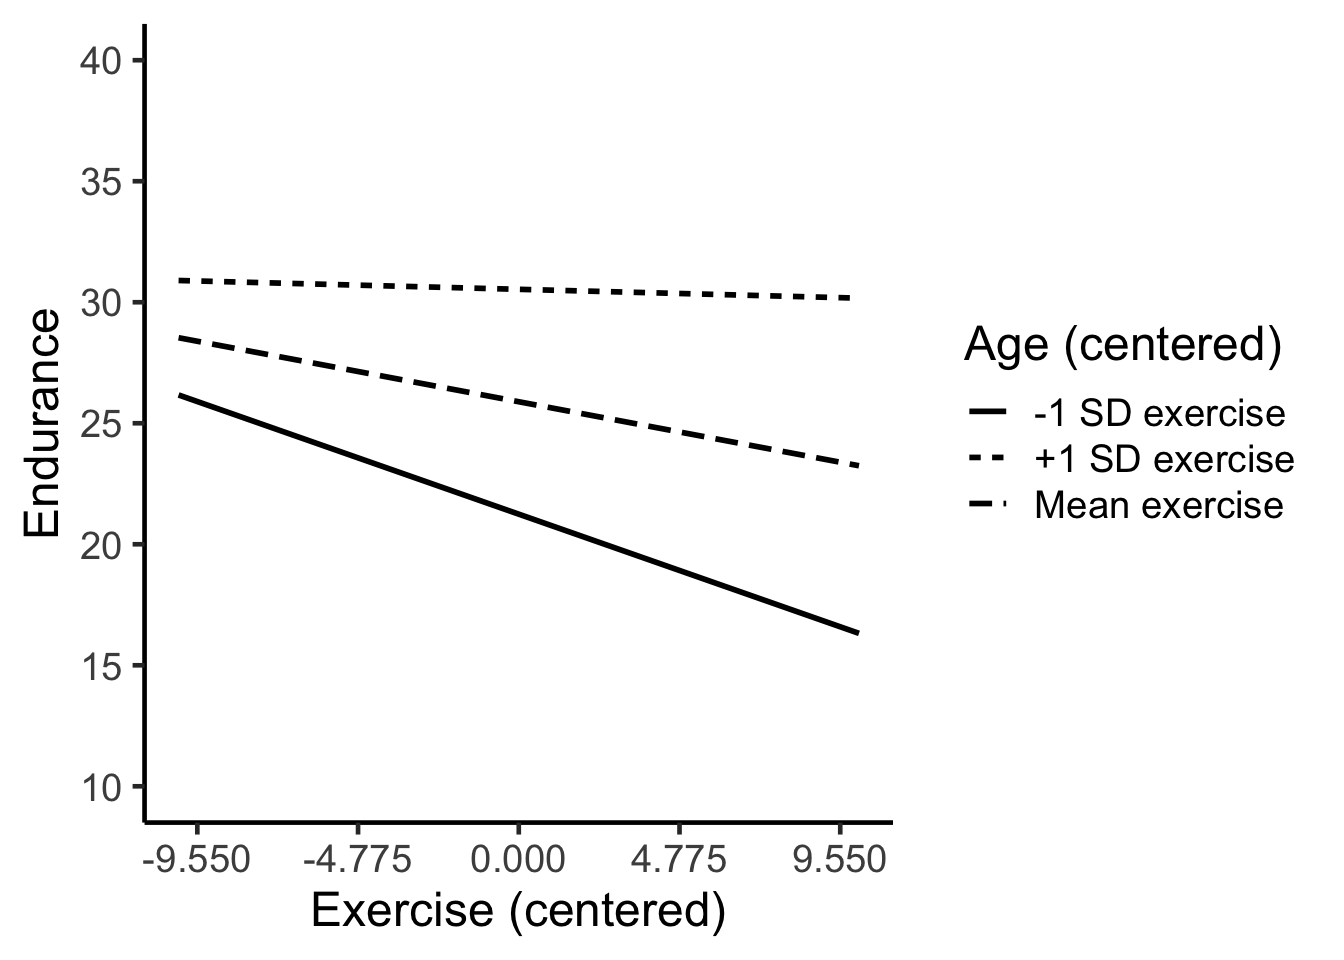 40
35
30
25
20
15
10
Endurance
-9.550 -4.775 0.000 4.775 9.550
Exercise (centered)
Age (centered)
-1 SD exercise
+1 SD exercise
Mean exercise